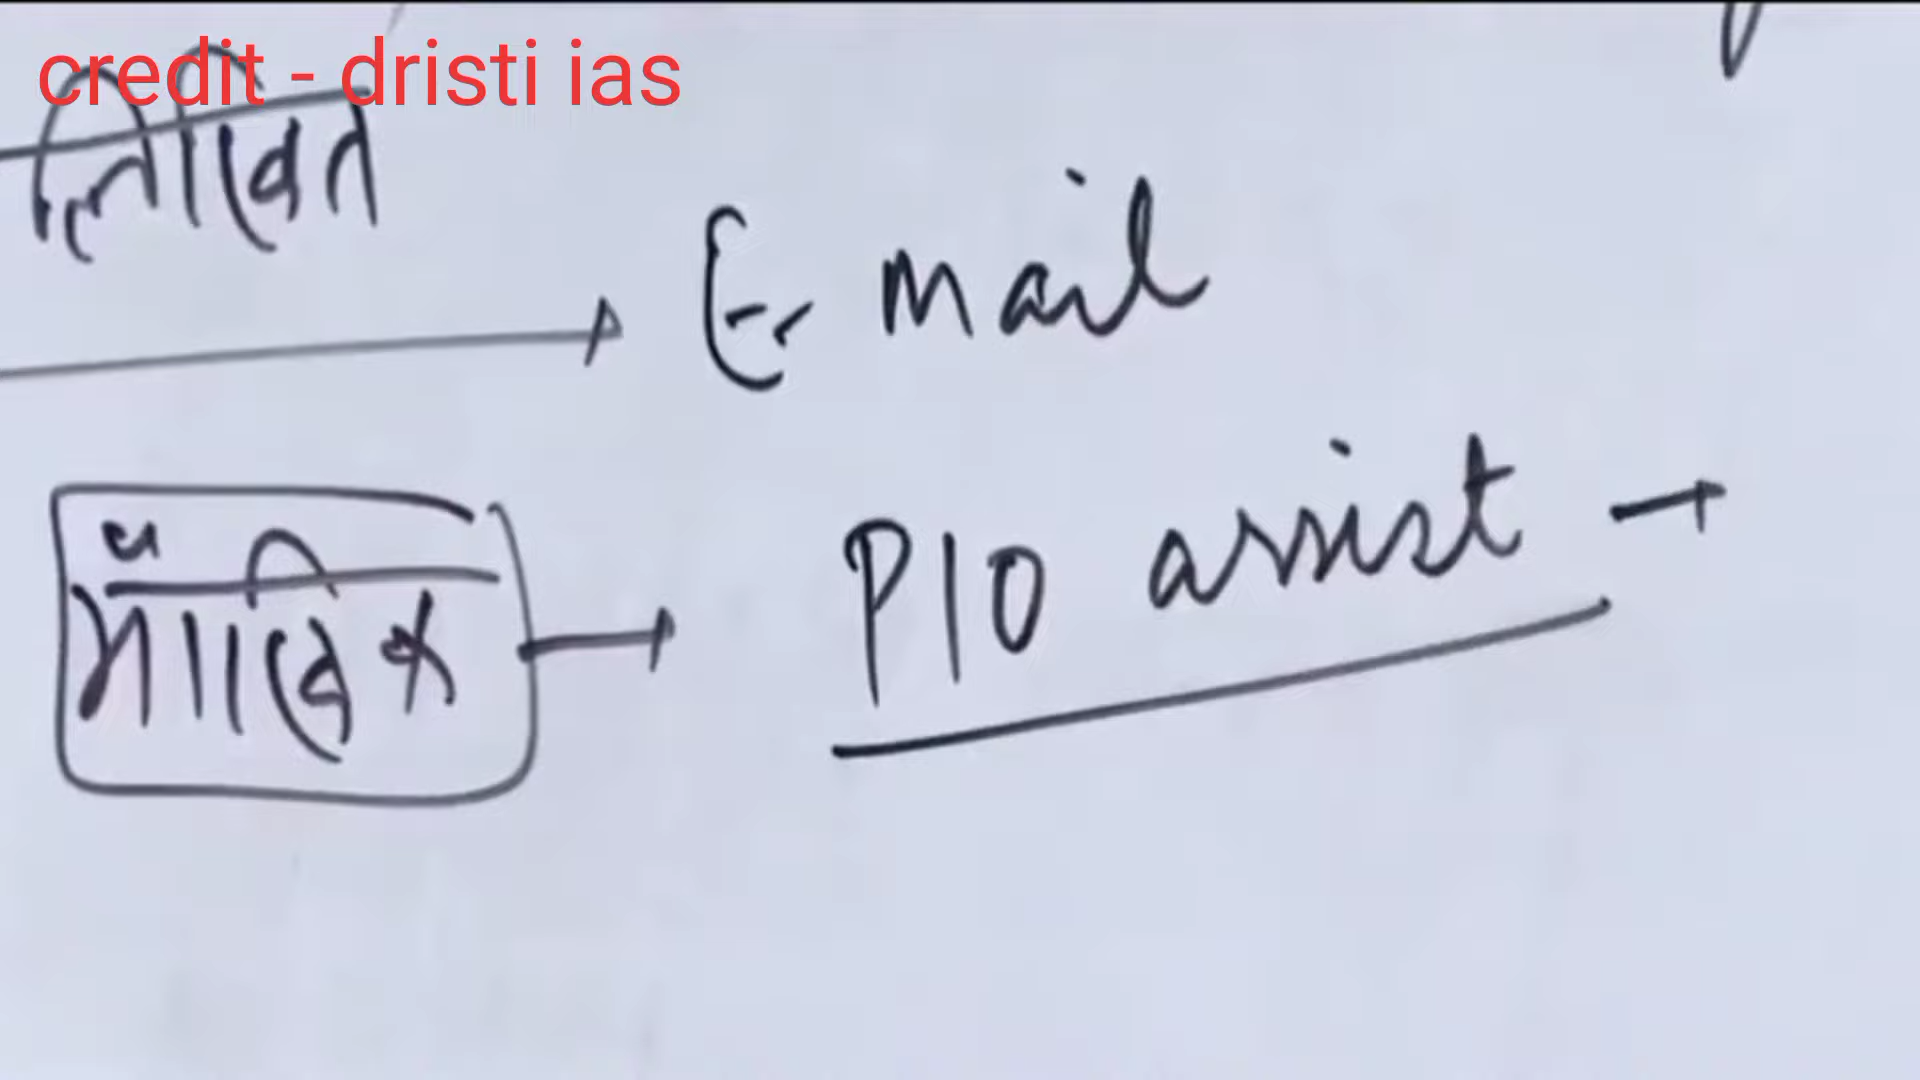 credit - dristi ias
लिखित
→ E-mail
मौखिक → PIO assist →